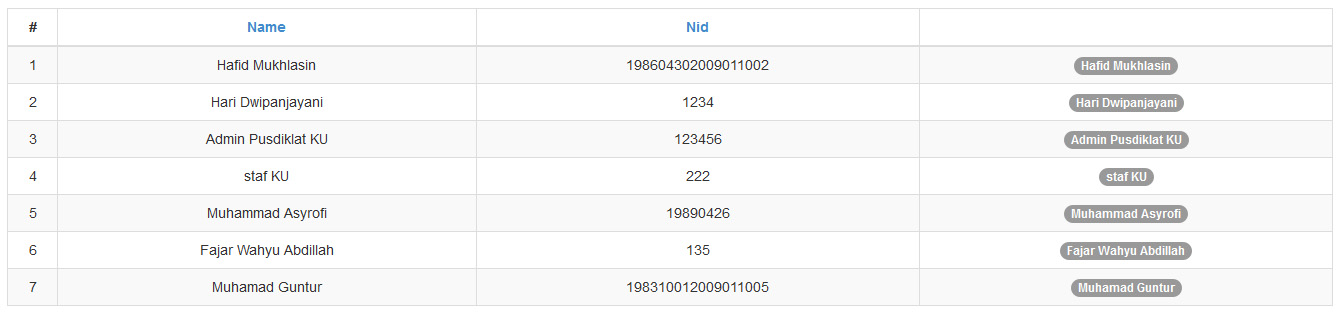 # Name Nid
1 Hafid Mukhlasin 198604302009011002 Hafid Mukhlasin
2 Hari Dwipanjayani 1234 Hari Dwipanjayani
3 Admin Pusdiklat KU 123456 Admin Pusdiklat KU
4 staf KU 222 staf KU
5 Muhammad Asyrofi 19890426 Muhammad Asyrofi
6 Fajar Wahyu Abdillah 135 Fajar Wahyu Abdillah
7 Muhamad Guntur 198310012009011005 Muhamad Guntur